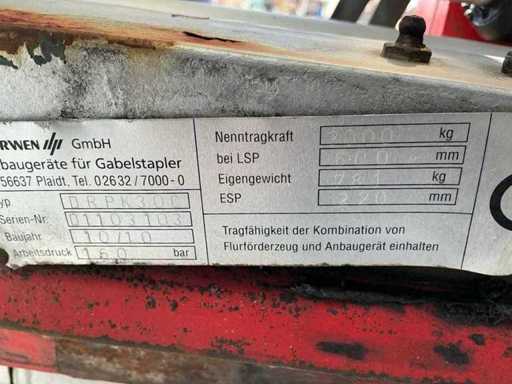 RWEN GmbH
baugeräte für Gabelstapler
56637 Plaidt, Tel. 02632/7000-0
yp
Serien-Nr. 01103103
Baujahr 10/10
Arbeitsdruck 160 bar
Nenntragkraft kg
bei LSP mm
Eigengewicht kg
ESP mm
Tragfähigkeit der Kombination von
Flurförderzeug und Anbaugerät einhalten